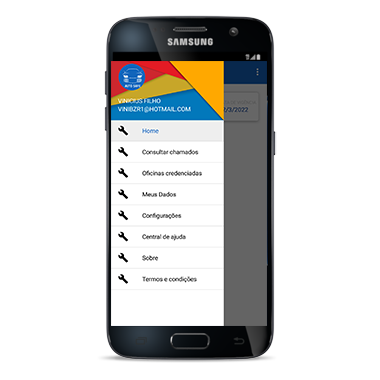 SAMSUNG
AUTO SAFE
VINICIUS FILHO
VINIBZR1@HOTMAIL.COM
2/3/2022
Home
Consultar chamados
Oficinas credenciadas
Meus Dados
Configurações
Central de ajuda
Sobre
Termos e condições